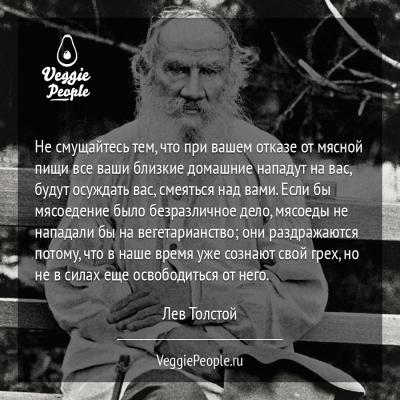 Veggie
People
Не смущайтесь тем, что при вашем отказе от мясной
пищи все ваши близкие домашние нападут на вас,
будут осуждать вас, смеяться над вами. Если бы
мясоедение было безразличное дело, мясоеды не
нападали бы на вегетарианство; они раздражаются
потому, что в наше время уже сознают свой грех, но
не в силах еще освободиться от него.
Лев Толстой
VeggiePeople.ru